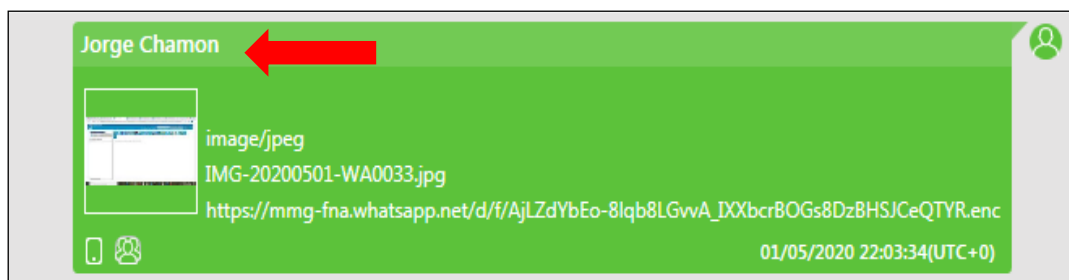 Jorge Chamon
image/jpeg
IMG-20200501-WA0033.jpg
https://mmg-fna.whatsapp.net/d/f/AjLZdYbEo-8Iqb8LGvvA_IXXbcrBOGs8DzBHSJCeQTYR.enc
01/05/2020 22:03:34(UTC+0)